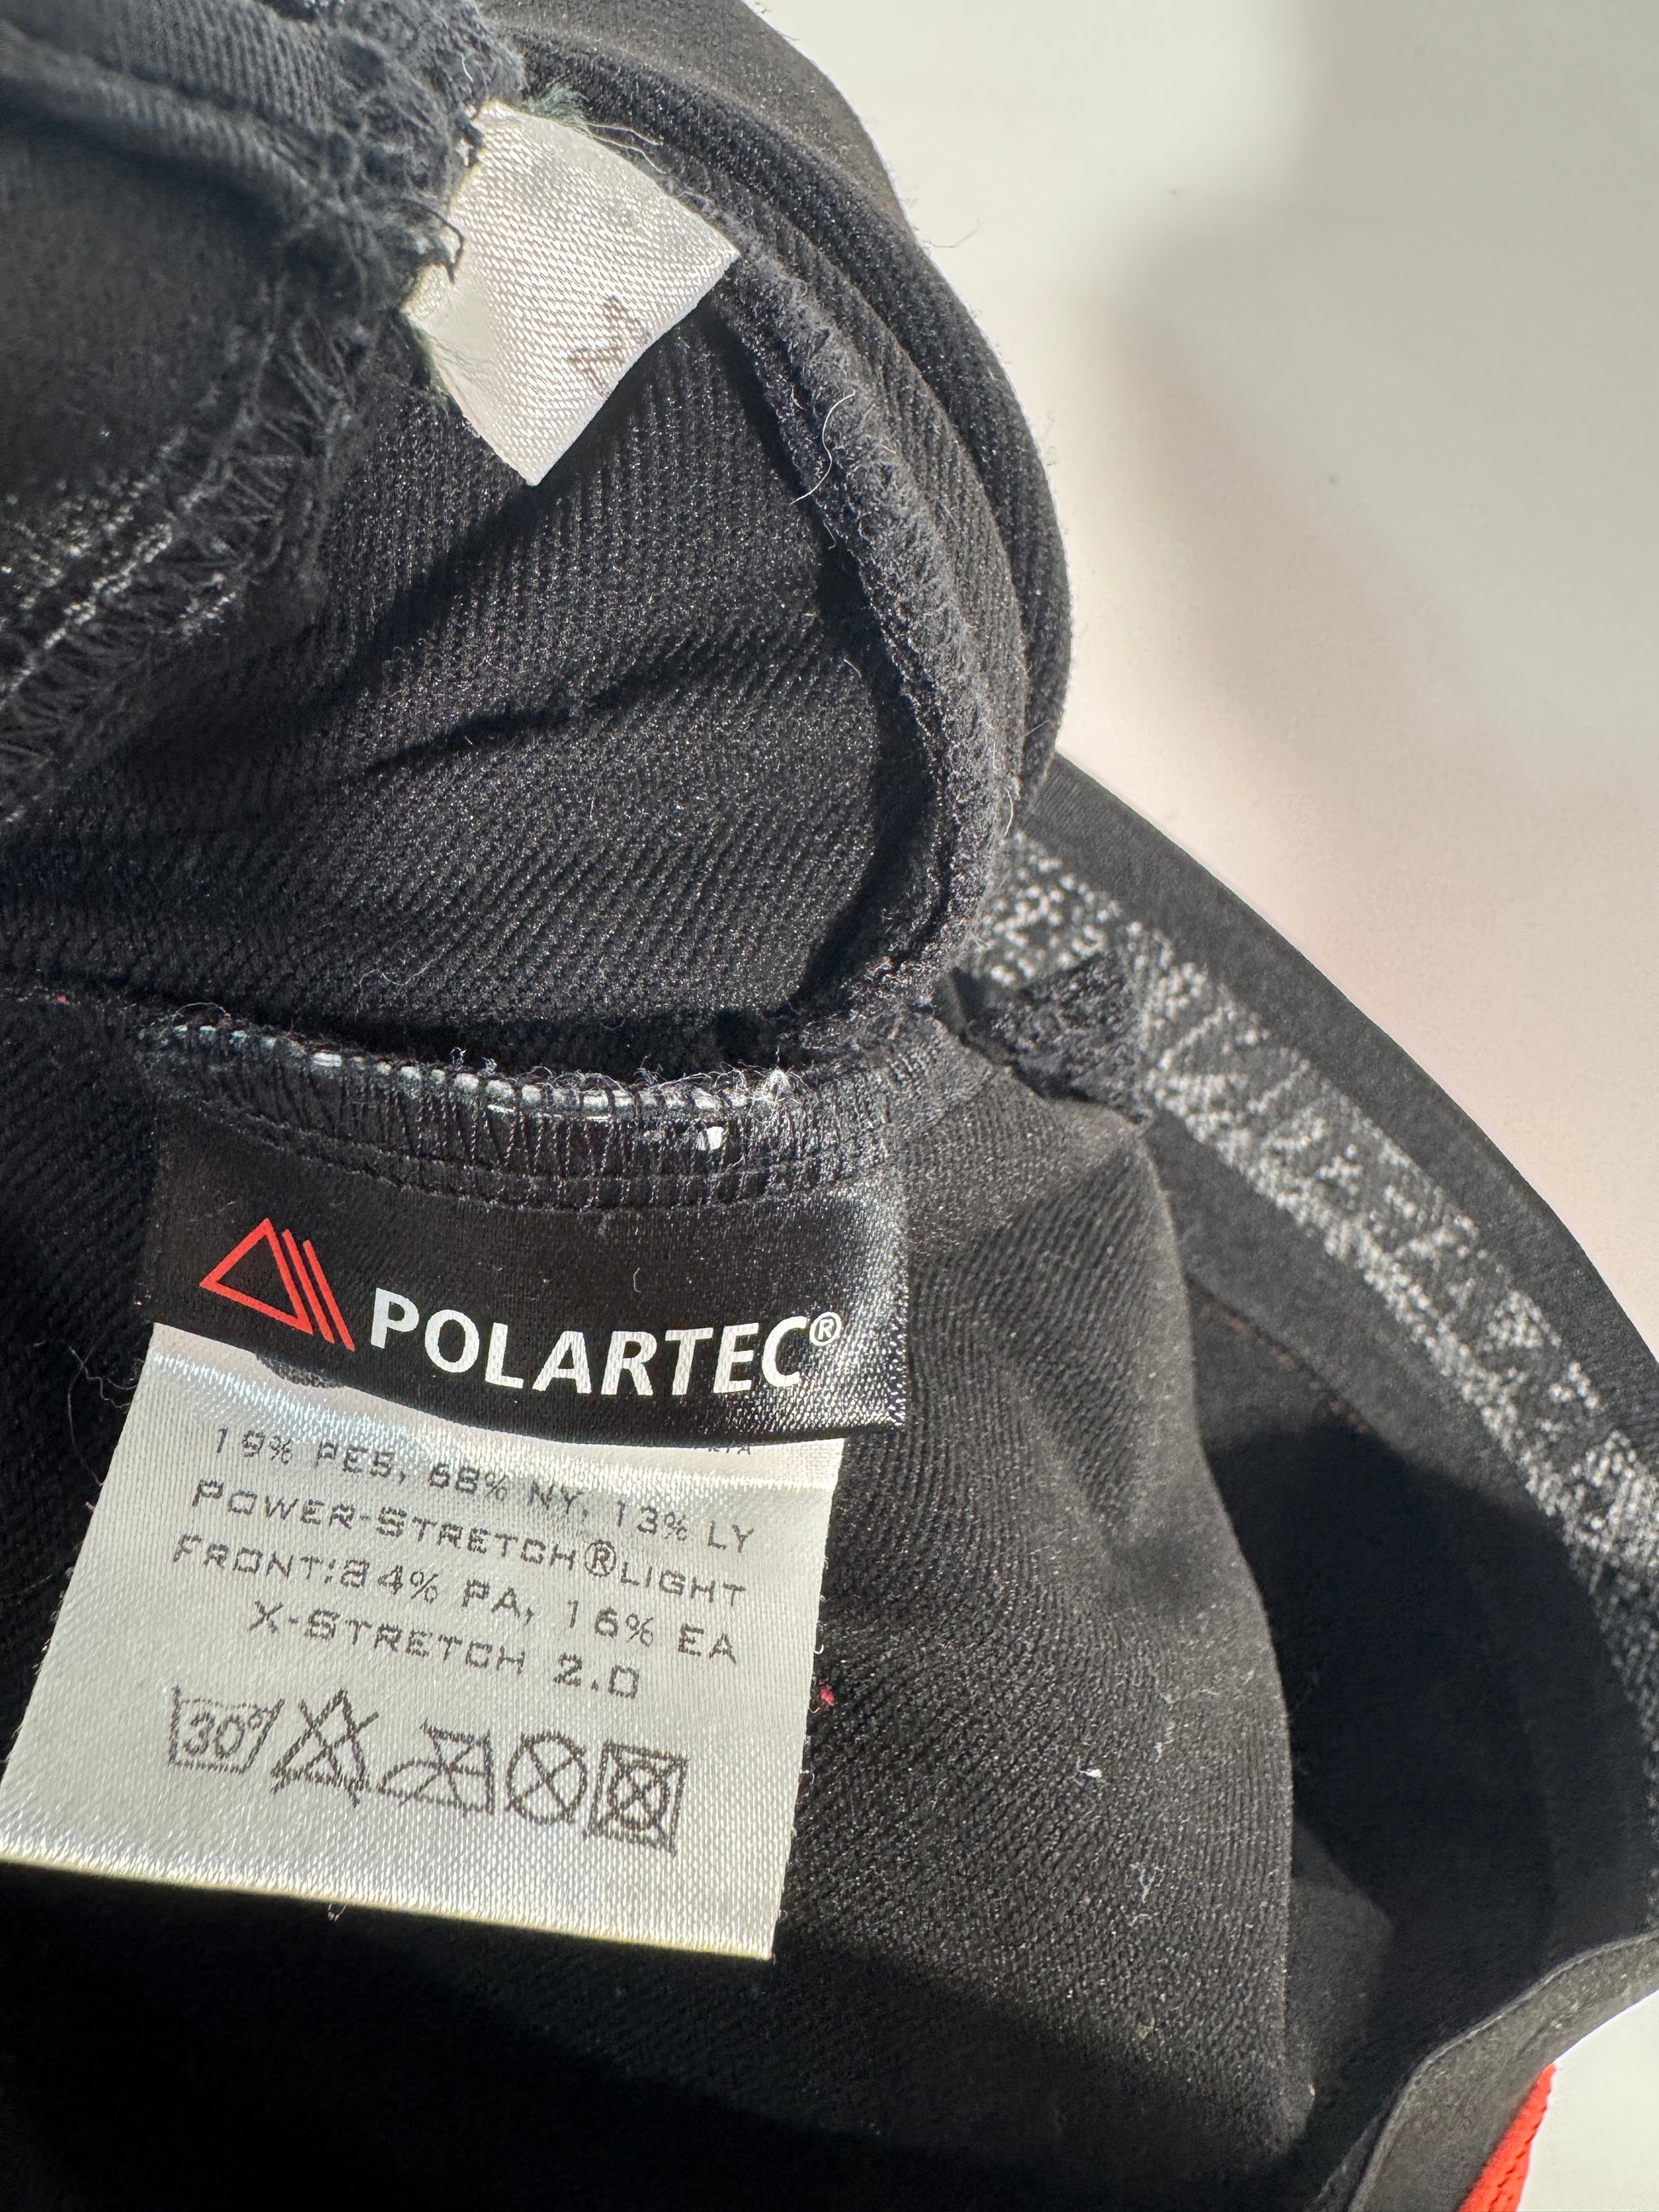 POLARTEC®
19% PES, 68% NY, 13% LY
POWER-STRETCH®LIGHT
FRONT:84% PA, 16% EA
X-STRETCH 2.0
30°